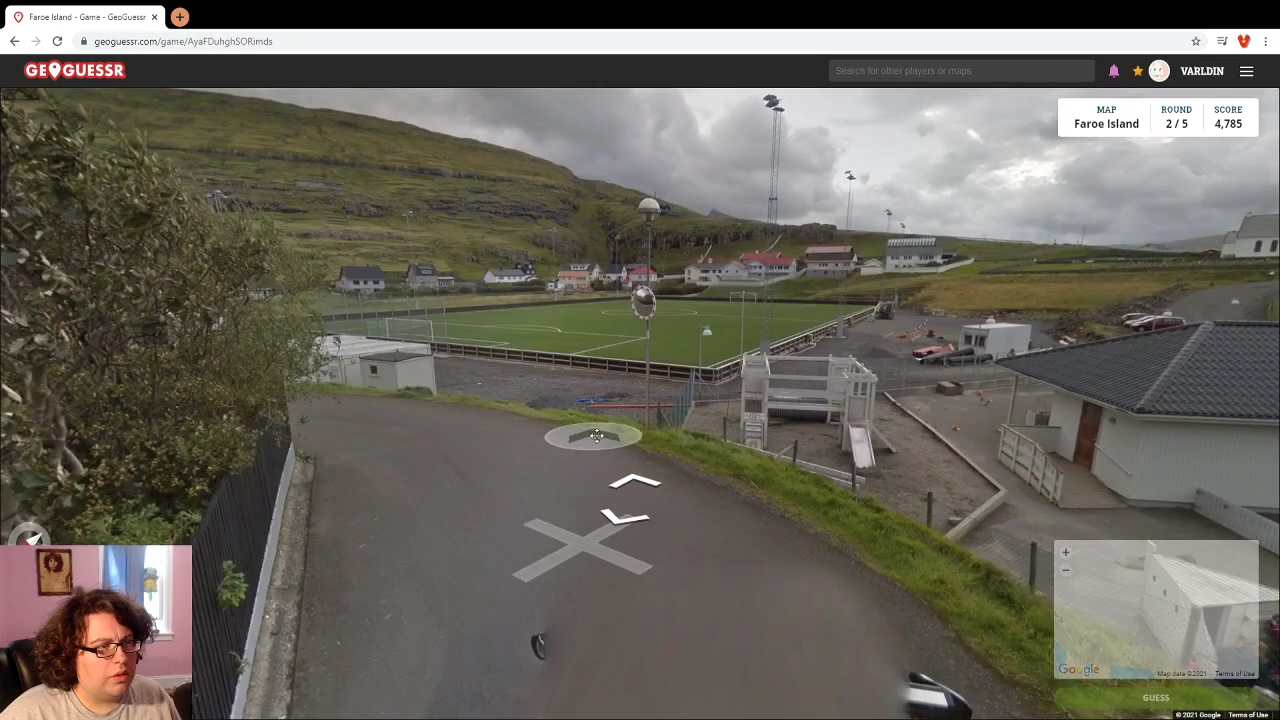 Faroe Island - Game - GeoGuessr
geoguessr.com/game/AyaFDuhghSORimds
GEOGUESSR
Search for other players or maps
VARLDIN
MAP ROUND SCORE
Faroe Island 2 / 5 4,785
Google
Map data ©2021 Terms of Use
GUESS
© 2021 Google Terms of Use